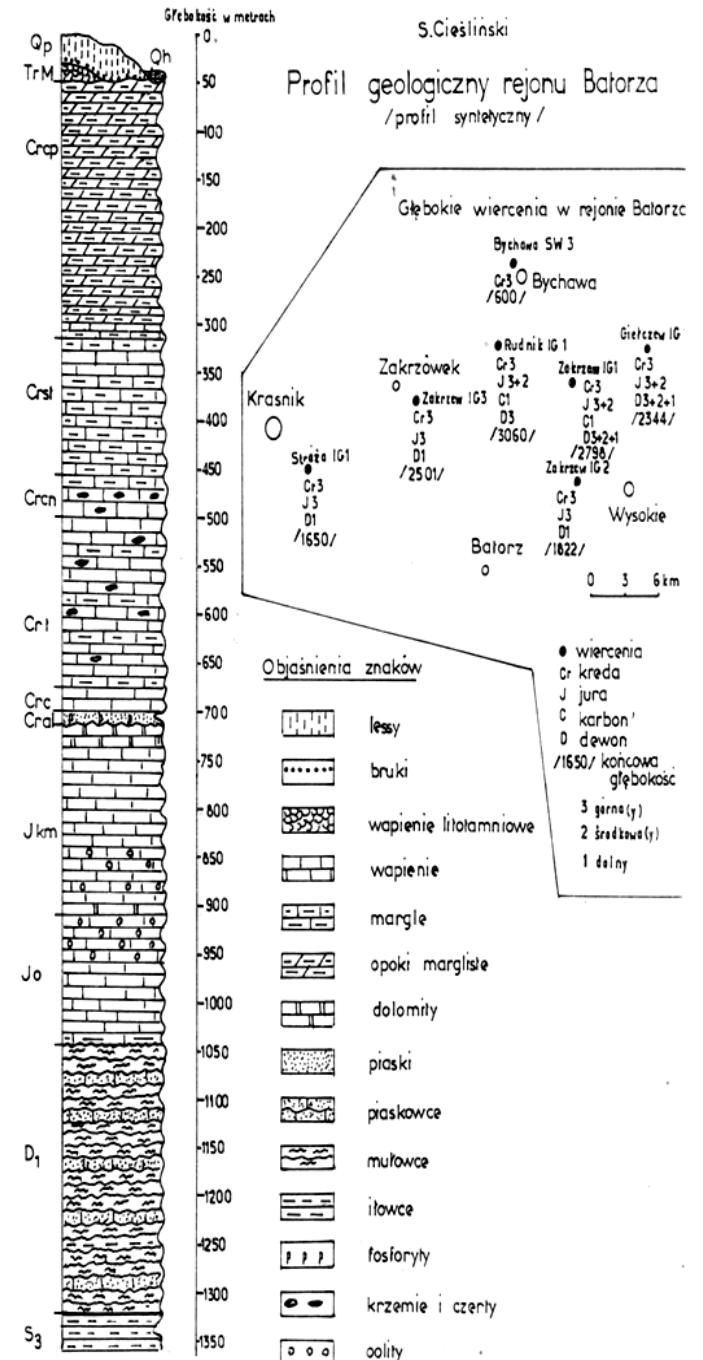 Głębokość w metrach
S. Cieśliński
Profil geologiczny rejonu Batorza
/profil syntetyczny/
Qp
Qh
TrM
Crcp
Crst
Crcn
Crt
Crc
Cral
Jkm
Jo
D1
S3
0
50
100
150
200
250
300
350
400
450
500
550
600
650
700
750
800
850
900
950
1000
1050
1100
1150
1200
1250
1300
1350
Głębokie wiercenia w rejonie Batorza
Bychawa SW 3
Cr3
/600/
Bychawa
Rudnik IG 1
Cr3
J 3+2
C1
D3
/3060/
Giełczew IG
Cr3
J3+2
D3+2+1
/2344/
Zakrzew IG1
Cr3
J 3+2
C1
D3+2+1
/2798/
Zakrzówek
Zakrzew IG3
Cr3
J3
D1
/2501/
Krasnik
Stróża IG1
Cr3
J3
D1
/1650/
Zakrzew IG 2
Cr3
J3
D1
/1822/
Wysokie
Batorz
0 3 6 km
wiercenia
Cr kreda
J jura
C karbon
D dewon
/1650/ końcowa
głębokość
3 górna(y)
2 środkowa(y)
1 dolny
Objaśnienia znaków
lessy
bruki
wapienie litotamniowe
wapienie
margle
opoki margliste
dolomity
piaski
piaskowce
mułowce
iłowce
fosforyty
krzemie i czerty
oolity